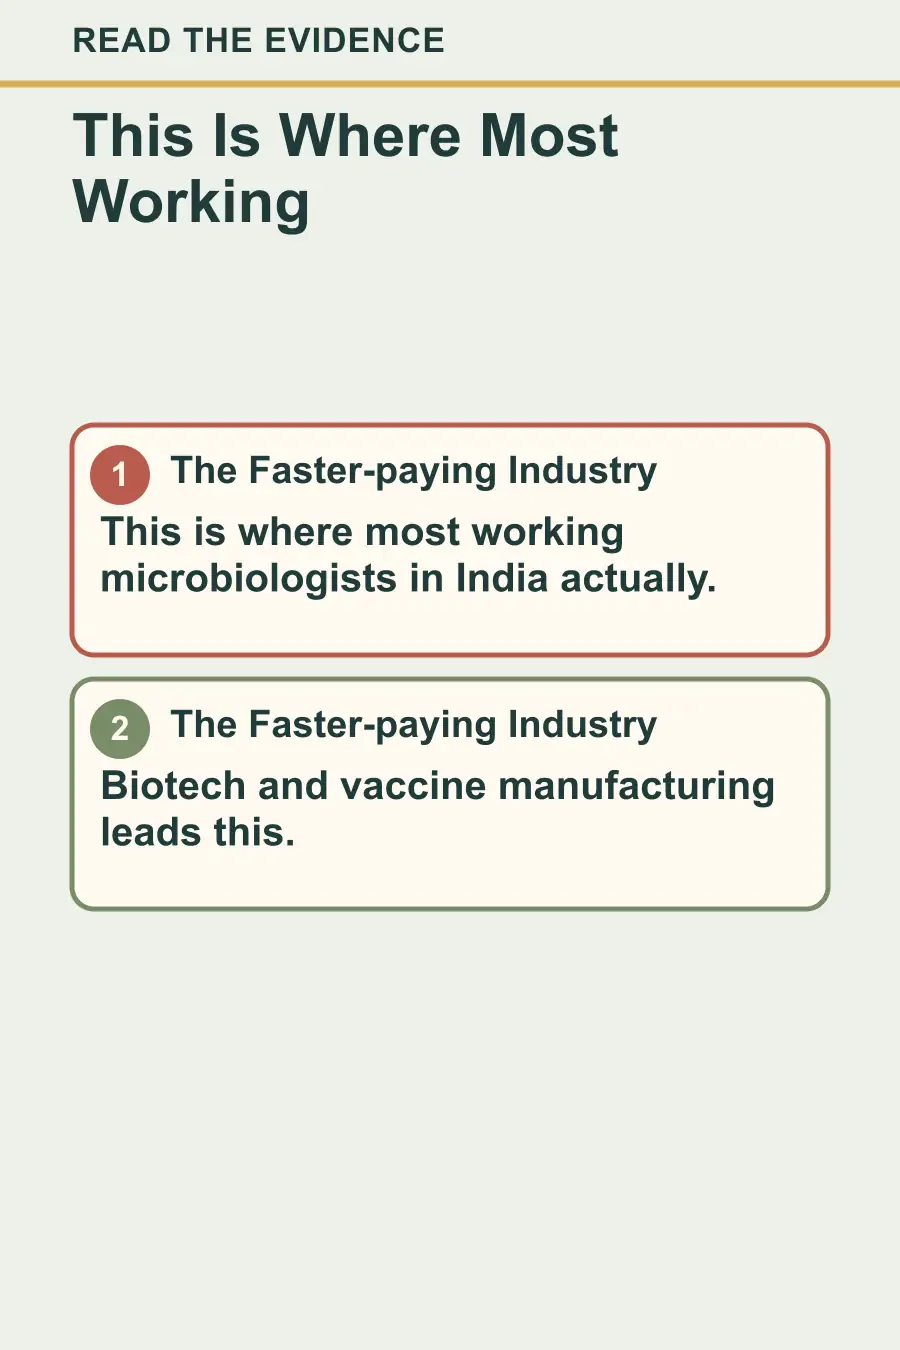 READ THE EVIDENCE
This Is Where Most
Working
1 The Faster-paying Industry
This is where most working
microbiologists in India actually.
2 The Faster-paying Industry
Biotech and vaccine manufacturing
leads this.